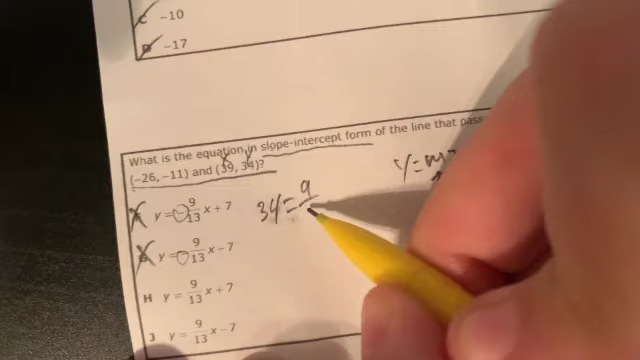 C -10
D -17
What is the equation in slope-intercept form of the line that pass
(-26, -11) and (39, 34)?
x y
y = m
34 = 9
y = -9/13 x + 7
y = -9/13 x - 7
H y = 9/13 x + 7
J y = 9/13 x - 7